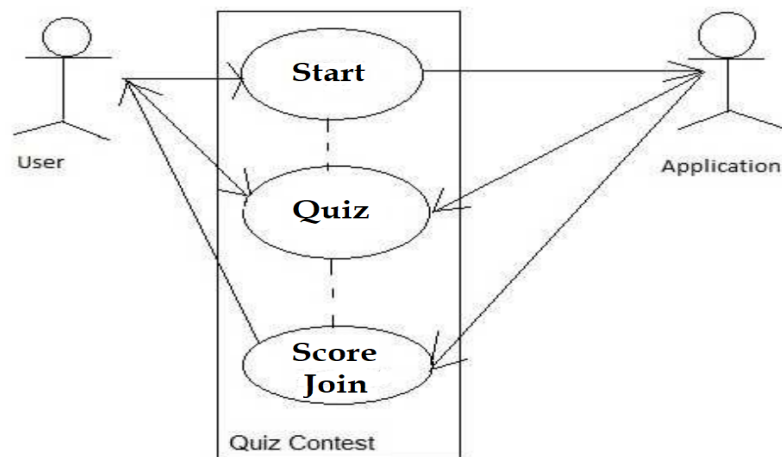 Start
User
Application
Quiz
Score
Join
Quiz Contest